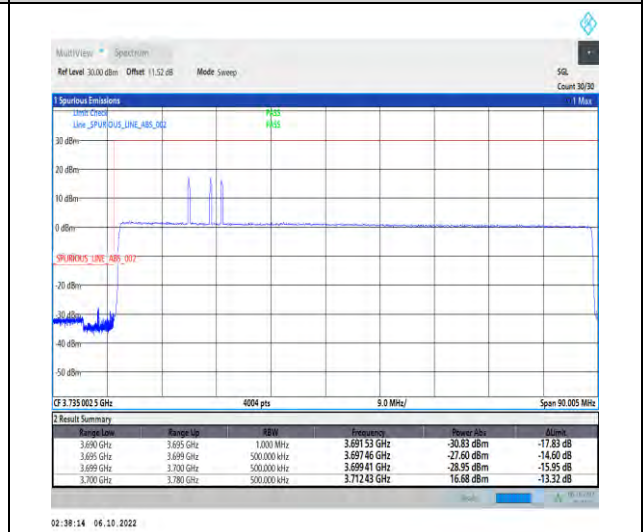 MultiView Spectrum
Ref Level 30.00 dBm Offset 11.52 dB Mode Sweep SGL
Count 30/30
1 Spurious Emissions 1 Max
Limit Check PASS
Line _SPURIOUS_LINE_ABS_002 PASS
30 dBm
20 dBm
10 dBm
0 dBm
SPURIOUS_LINE_ABS_002
-20 dBm
-30 dBm
-40 dBm
-50 dBm
CF 3.735 002 5 GHz 4004 pts 9.0 MHz/ Span 90.005 MHz
2 Result Summary
Range Low Range Up RBW Frequency Power Abs ΔLimit
3.690 GHz 3.695 GHz 1.000 MHz 3.691 53 GHz -30.83 dBm -17.83 dB
3.695 GHz 3.699 GHz 500.000 kHz 3.697 46 GHz -27.60 dBm -14.60 dB
3.699 GHz 3.700 GHz 500.000 kHz 3.699 41 GHz -28.95 dBm -15.95 dB
3.700 GHz 3.780 GHz 500.000 kHz 3.712 43 GHz 16.68 dBm -13.32 dB
02:38:14 06.10.2022